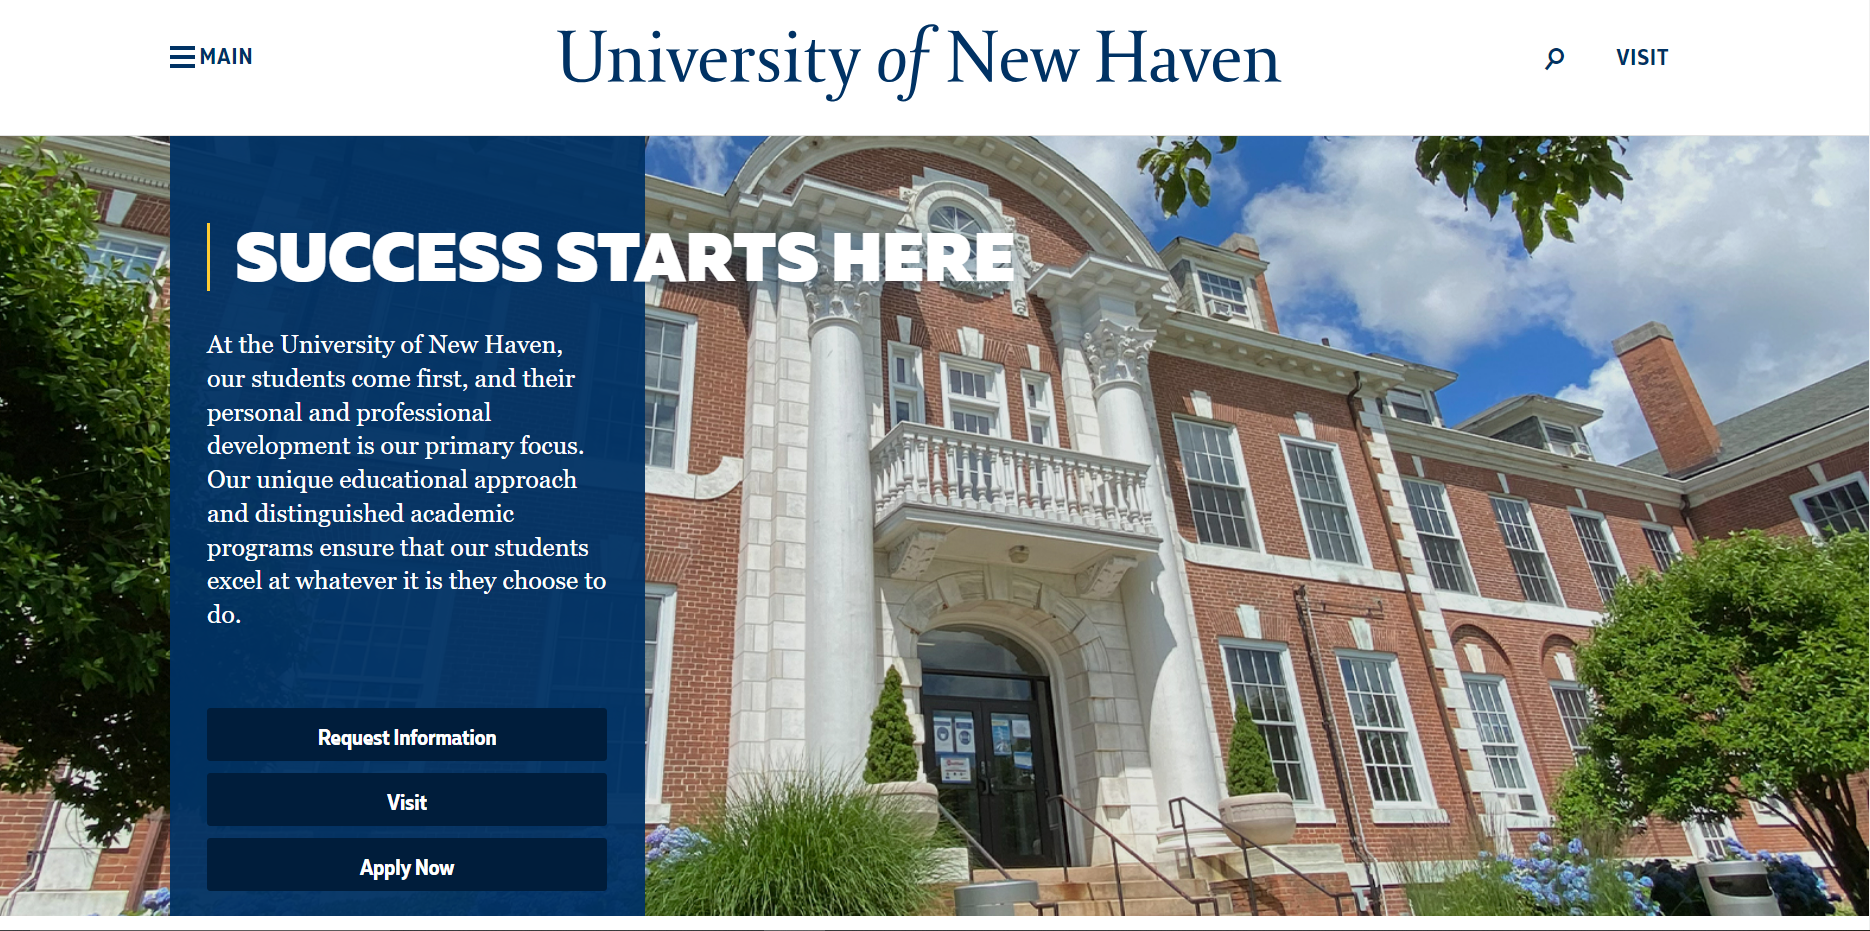 MAIN
University of New Haven
VISIT
SUCCESS STARTS HERE
At the University of New Haven,
our students come first, and their
personal and professional
development is our primary focus.
Our unique educational approach
and distinguished academic
programs ensure that our students
excel at whatever it is they choose to
do.
Request Information
Visit
Apply Now